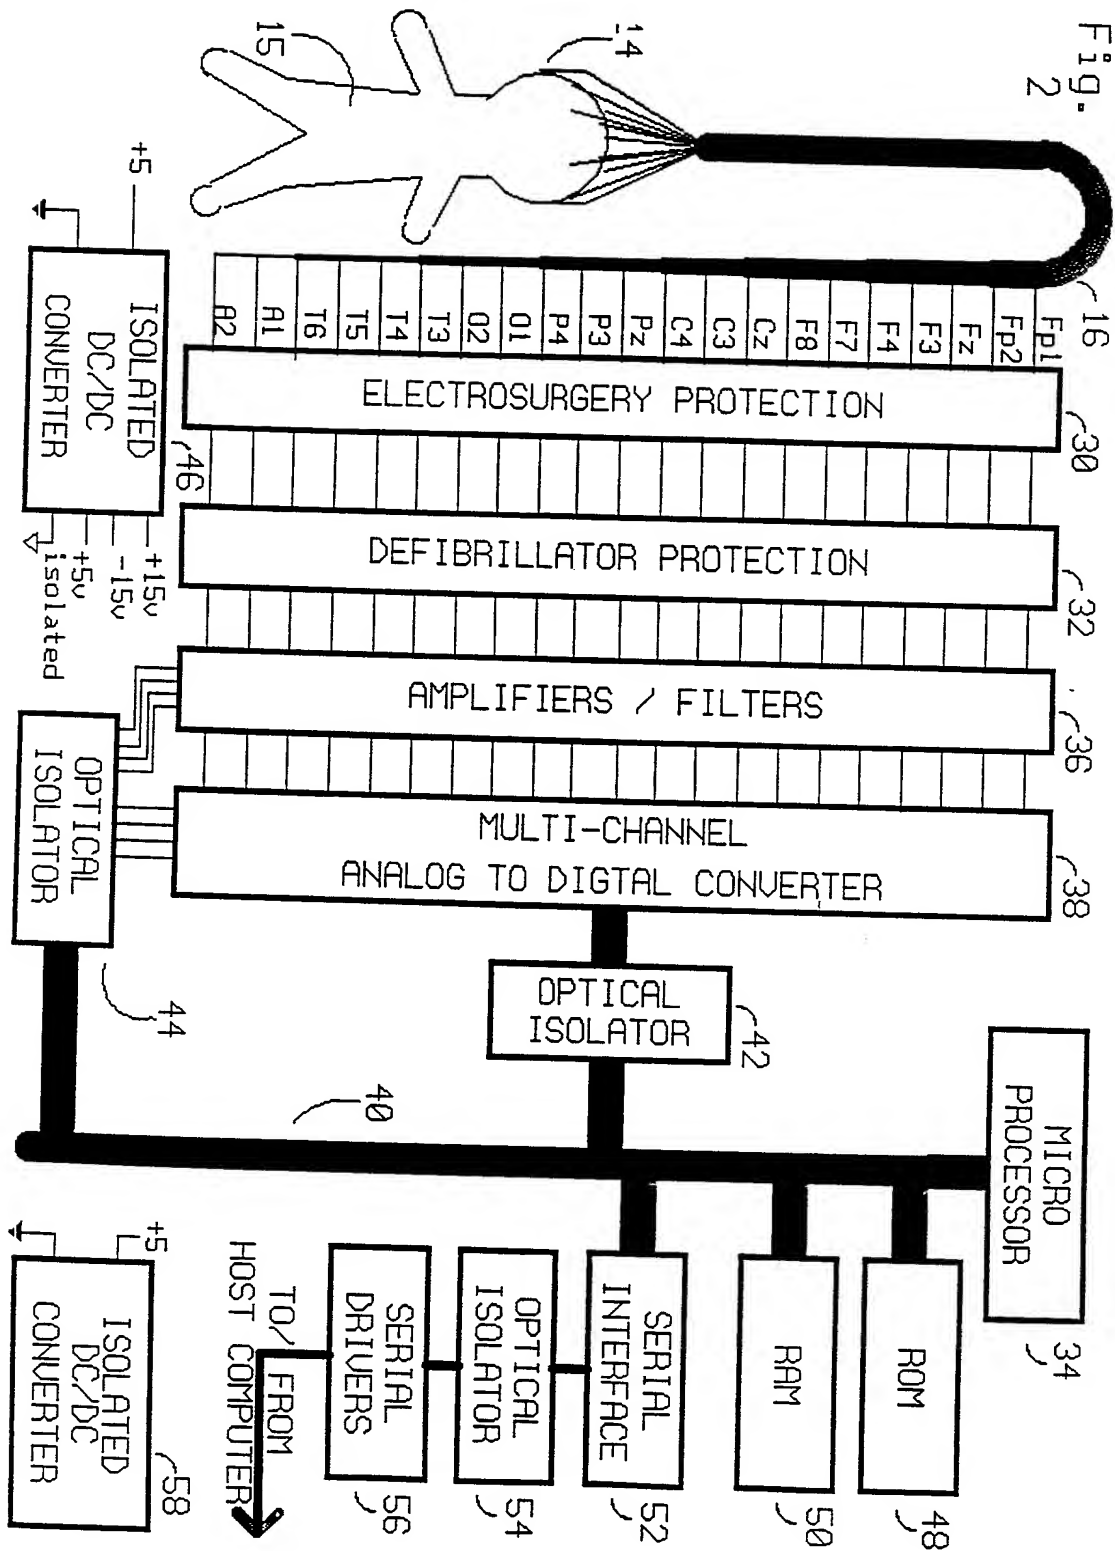 Fig.
2
14
15
16
Fp1
Fp2
Fz
F3
F4
F7
F8
Cz
C3
C4
Pz
P3
P4
O1
O2
T3
T4
T5
T6
A1
A2
ELECTROSURGERY PROTECTION
30
DEFIBRILLATOR PROTECTION
32
AMPLIFIERS / FILTERS
36
MULTI-CHANNEL
ANALOG TO DIGTAL CONVERTER
38
+5
ISOLATED
DC/DC
CONVERTER
46
+15v
-15v
+5v
isolated
OPTICAL
ISOLATOR
44
OPTICAL
ISOLATOR
42
40
MICRO
PROCESSOR
34
ROM
48
RAM
50
SERIAL
INTERFACE
52
OPTICAL
ISOLATOR
54
SERIAL
DRIVERS
56
TO/ FROM
HOST COMPUTER
+5
ISOLATED
DC/DC
CONVERTER
58